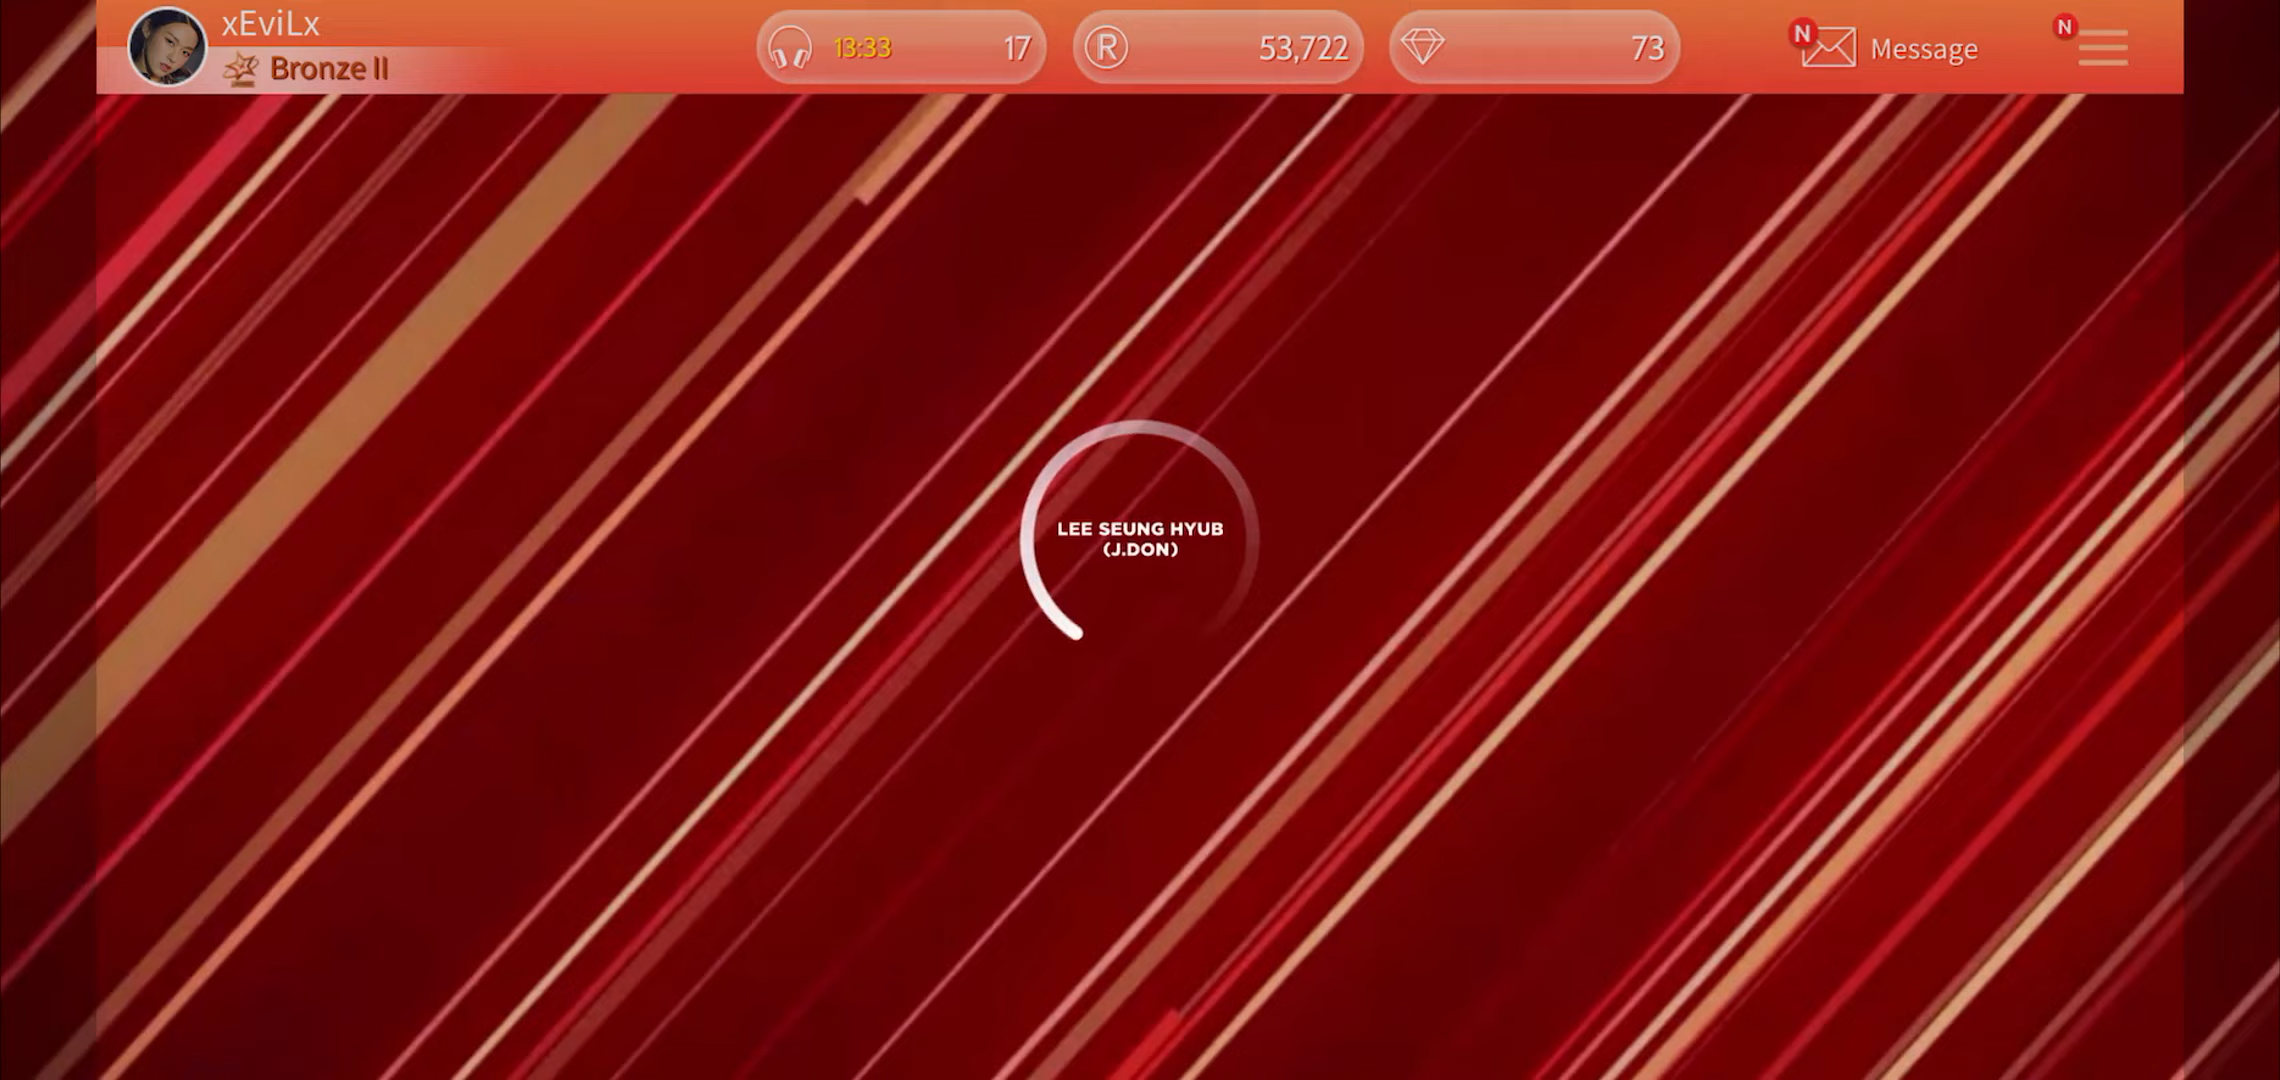 xEviLx
Bronze II
13:33
17
R
53,722
73
N
Message
N
LEE SEUNG HYUB
(J.DON)